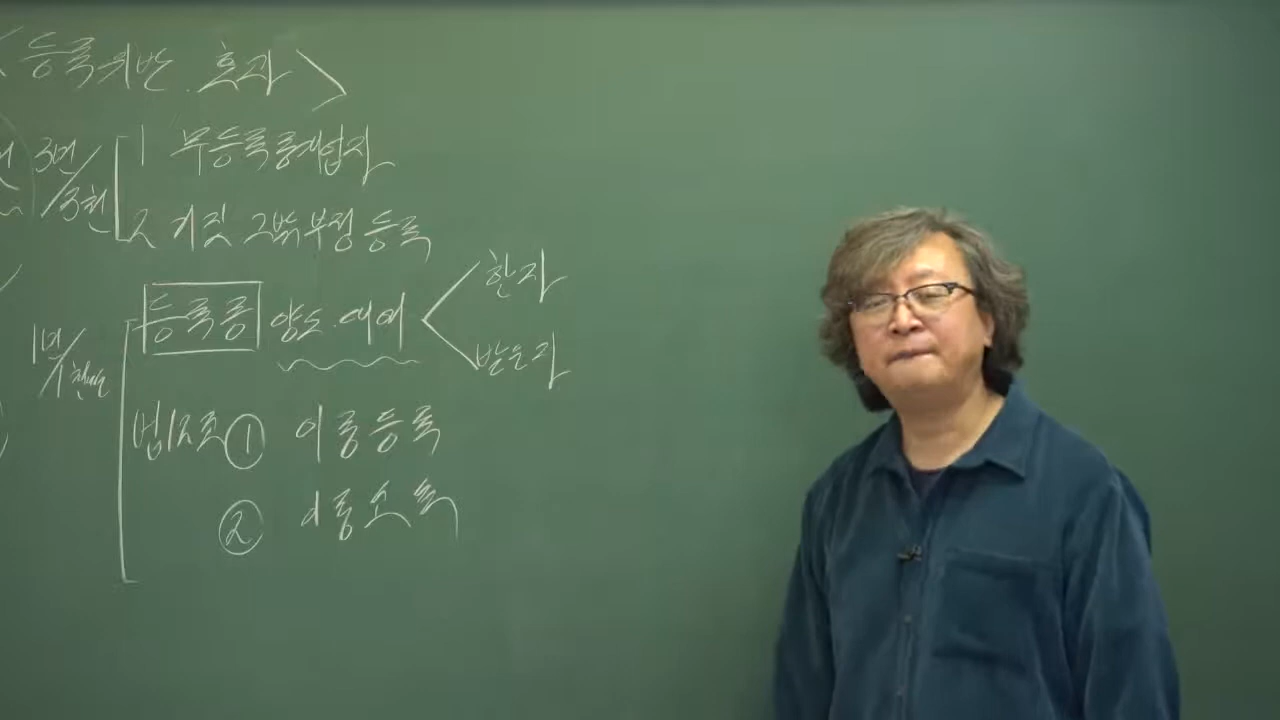 < 등록위반. 효과 >
3년/3천 1 무등록중개업자
2 거짓 그밖 부정 등록
1년/천만 등록증 양도. 대여 < 한자
받은자
법12조 ① 이중등록
② 이중소속